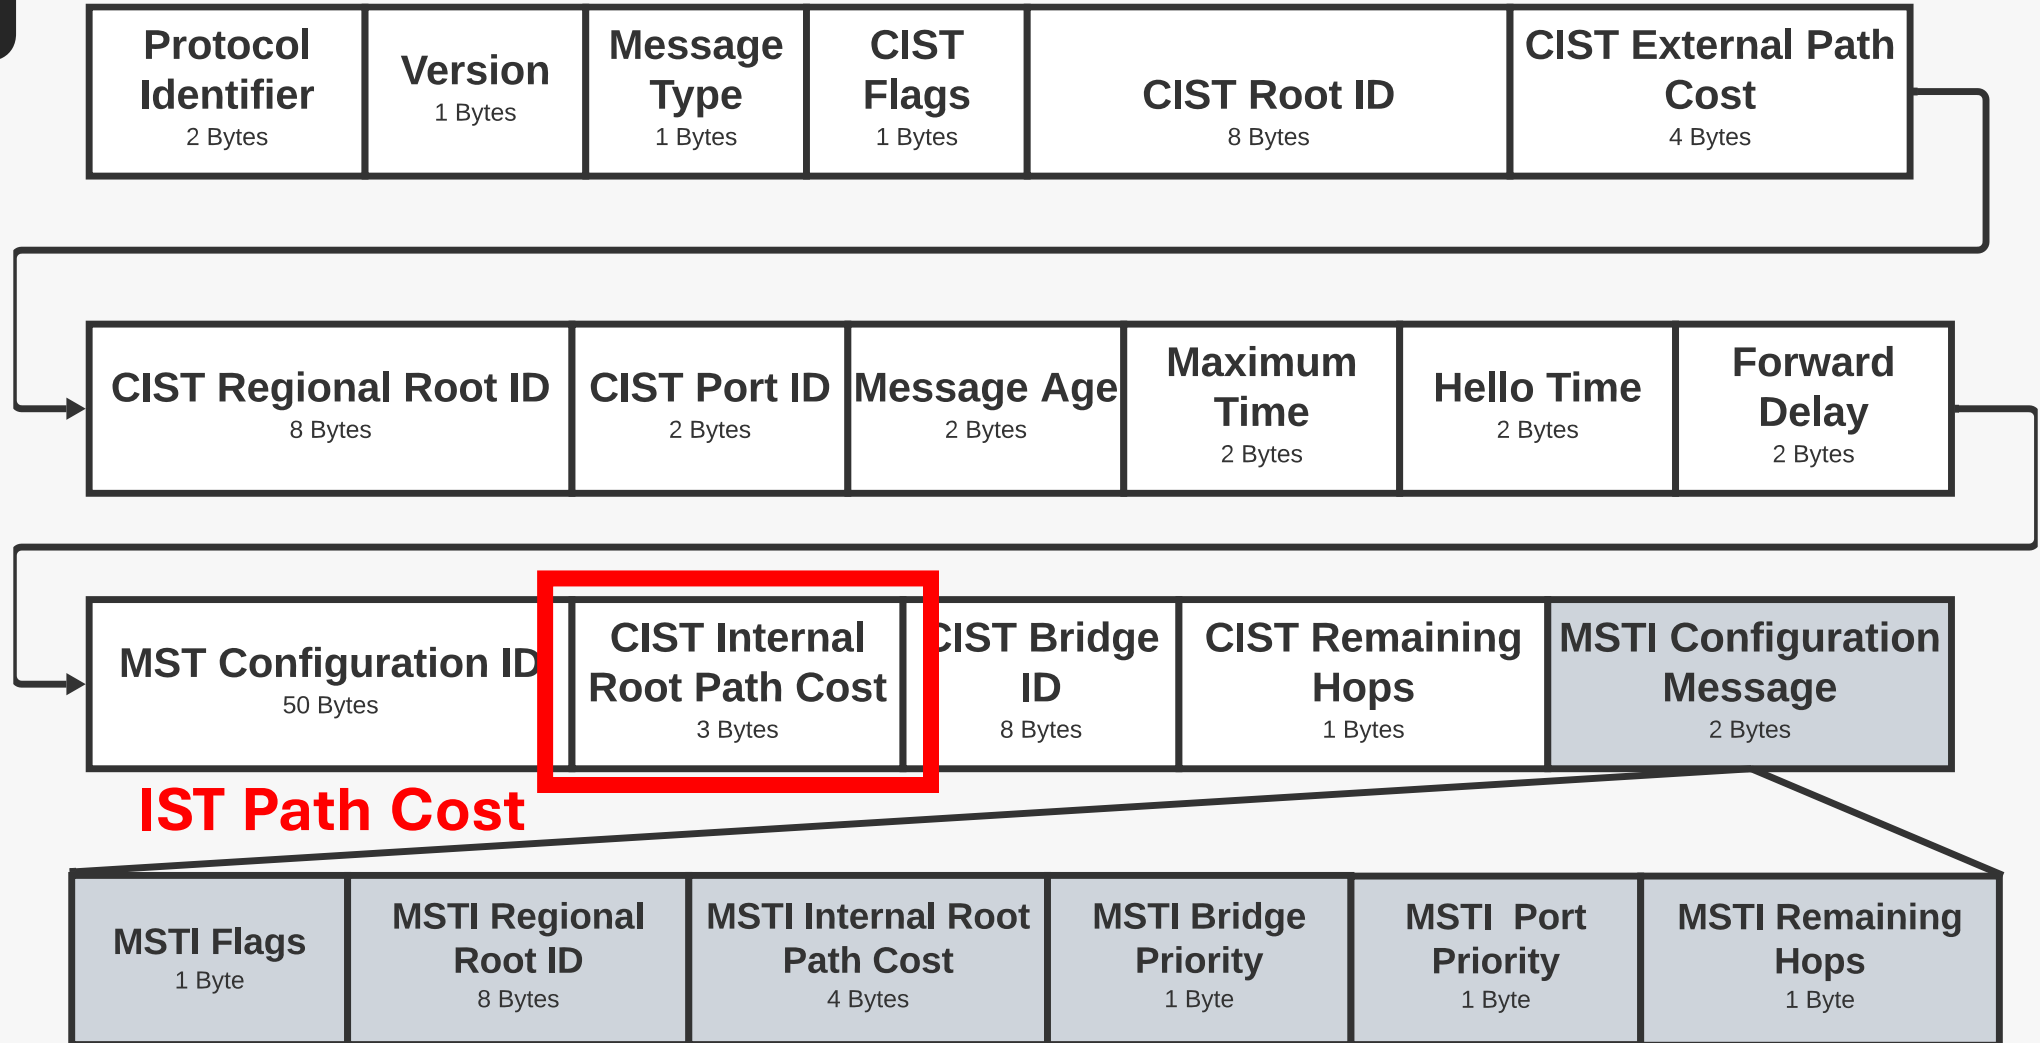 Protocol
Identifier
2 Bytes
Version
1 Bytes
Message
Type
1 Bytes
CIST
Flags
1 Bytes
CIST Root ID
8 Bytes
CIST External Path
Cost
4 Bytes
CIST Regional Root ID
8 Bytes
CIST Port ID
2 Bytes
Message Age
2 Bytes
Maximum
Time
2 Bytes
Hello Time
2 Bytes
Forward
Delay
2 Bytes
MST Configuration ID
50 Bytes
CIST Internal
Root Path Cost
3 Bytes
CIST Bridge
ID
8 Bytes
CIST Remaining
Hops
1 Bytes
MSTI Configuration
Message
2 Bytes
IST Path Cost
MSTI Flags
1 Byte
MSTI Regional
Root ID
8 Bytes
MSTI Internal Root
Path Cost
4 Bytes
MSTI Bridge
Priority
1 Byte
MSTI Port
Priority
1 Byte
MSTI Remaining
Hops
1 Byte